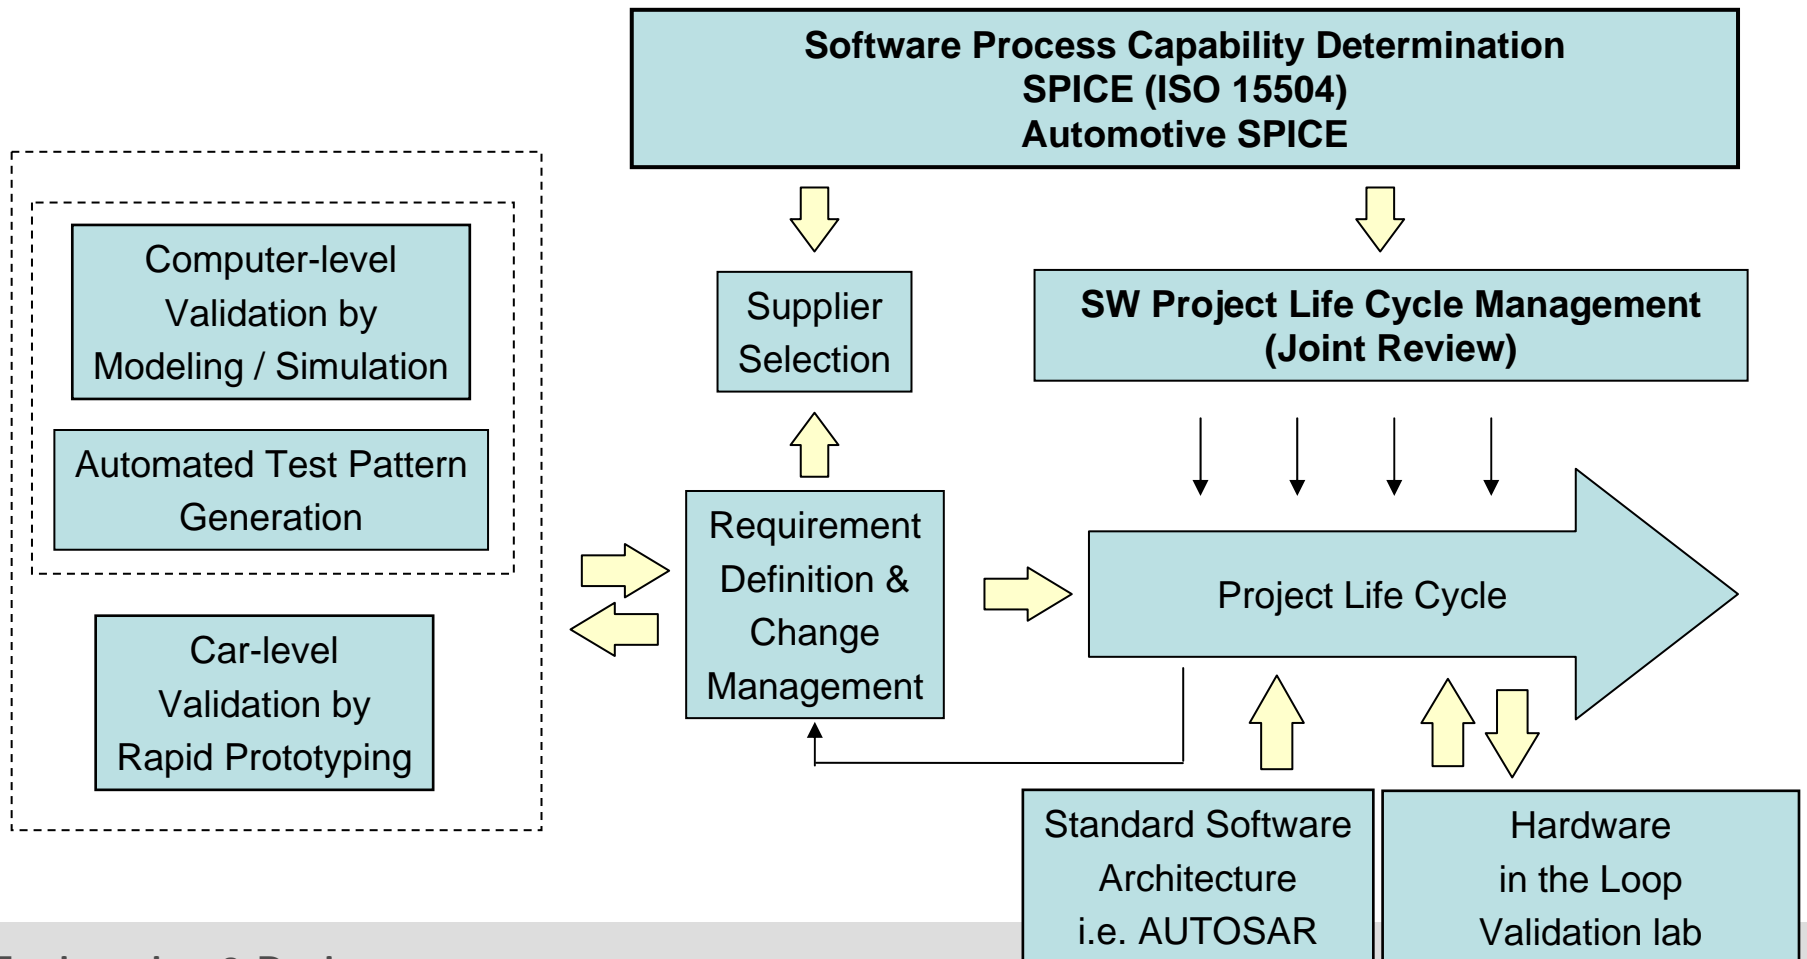 Software Process Capability Determination
SPICE (ISO 15504)
Automotive SPICE
Computer-level
Validation by
Modeling / Simulation
Automated Test Pattern
Generation
Car-level
Validation by
Rapid Prototyping
Supplier
Selection
SW Project Life Cycle Management
(Joint Review)
Requirement
Definition &
Change
Management
Project Life Cycle
Standard Software
Architecture
i.e. AUTOSAR
Hardware
in the Loop
Validation lab